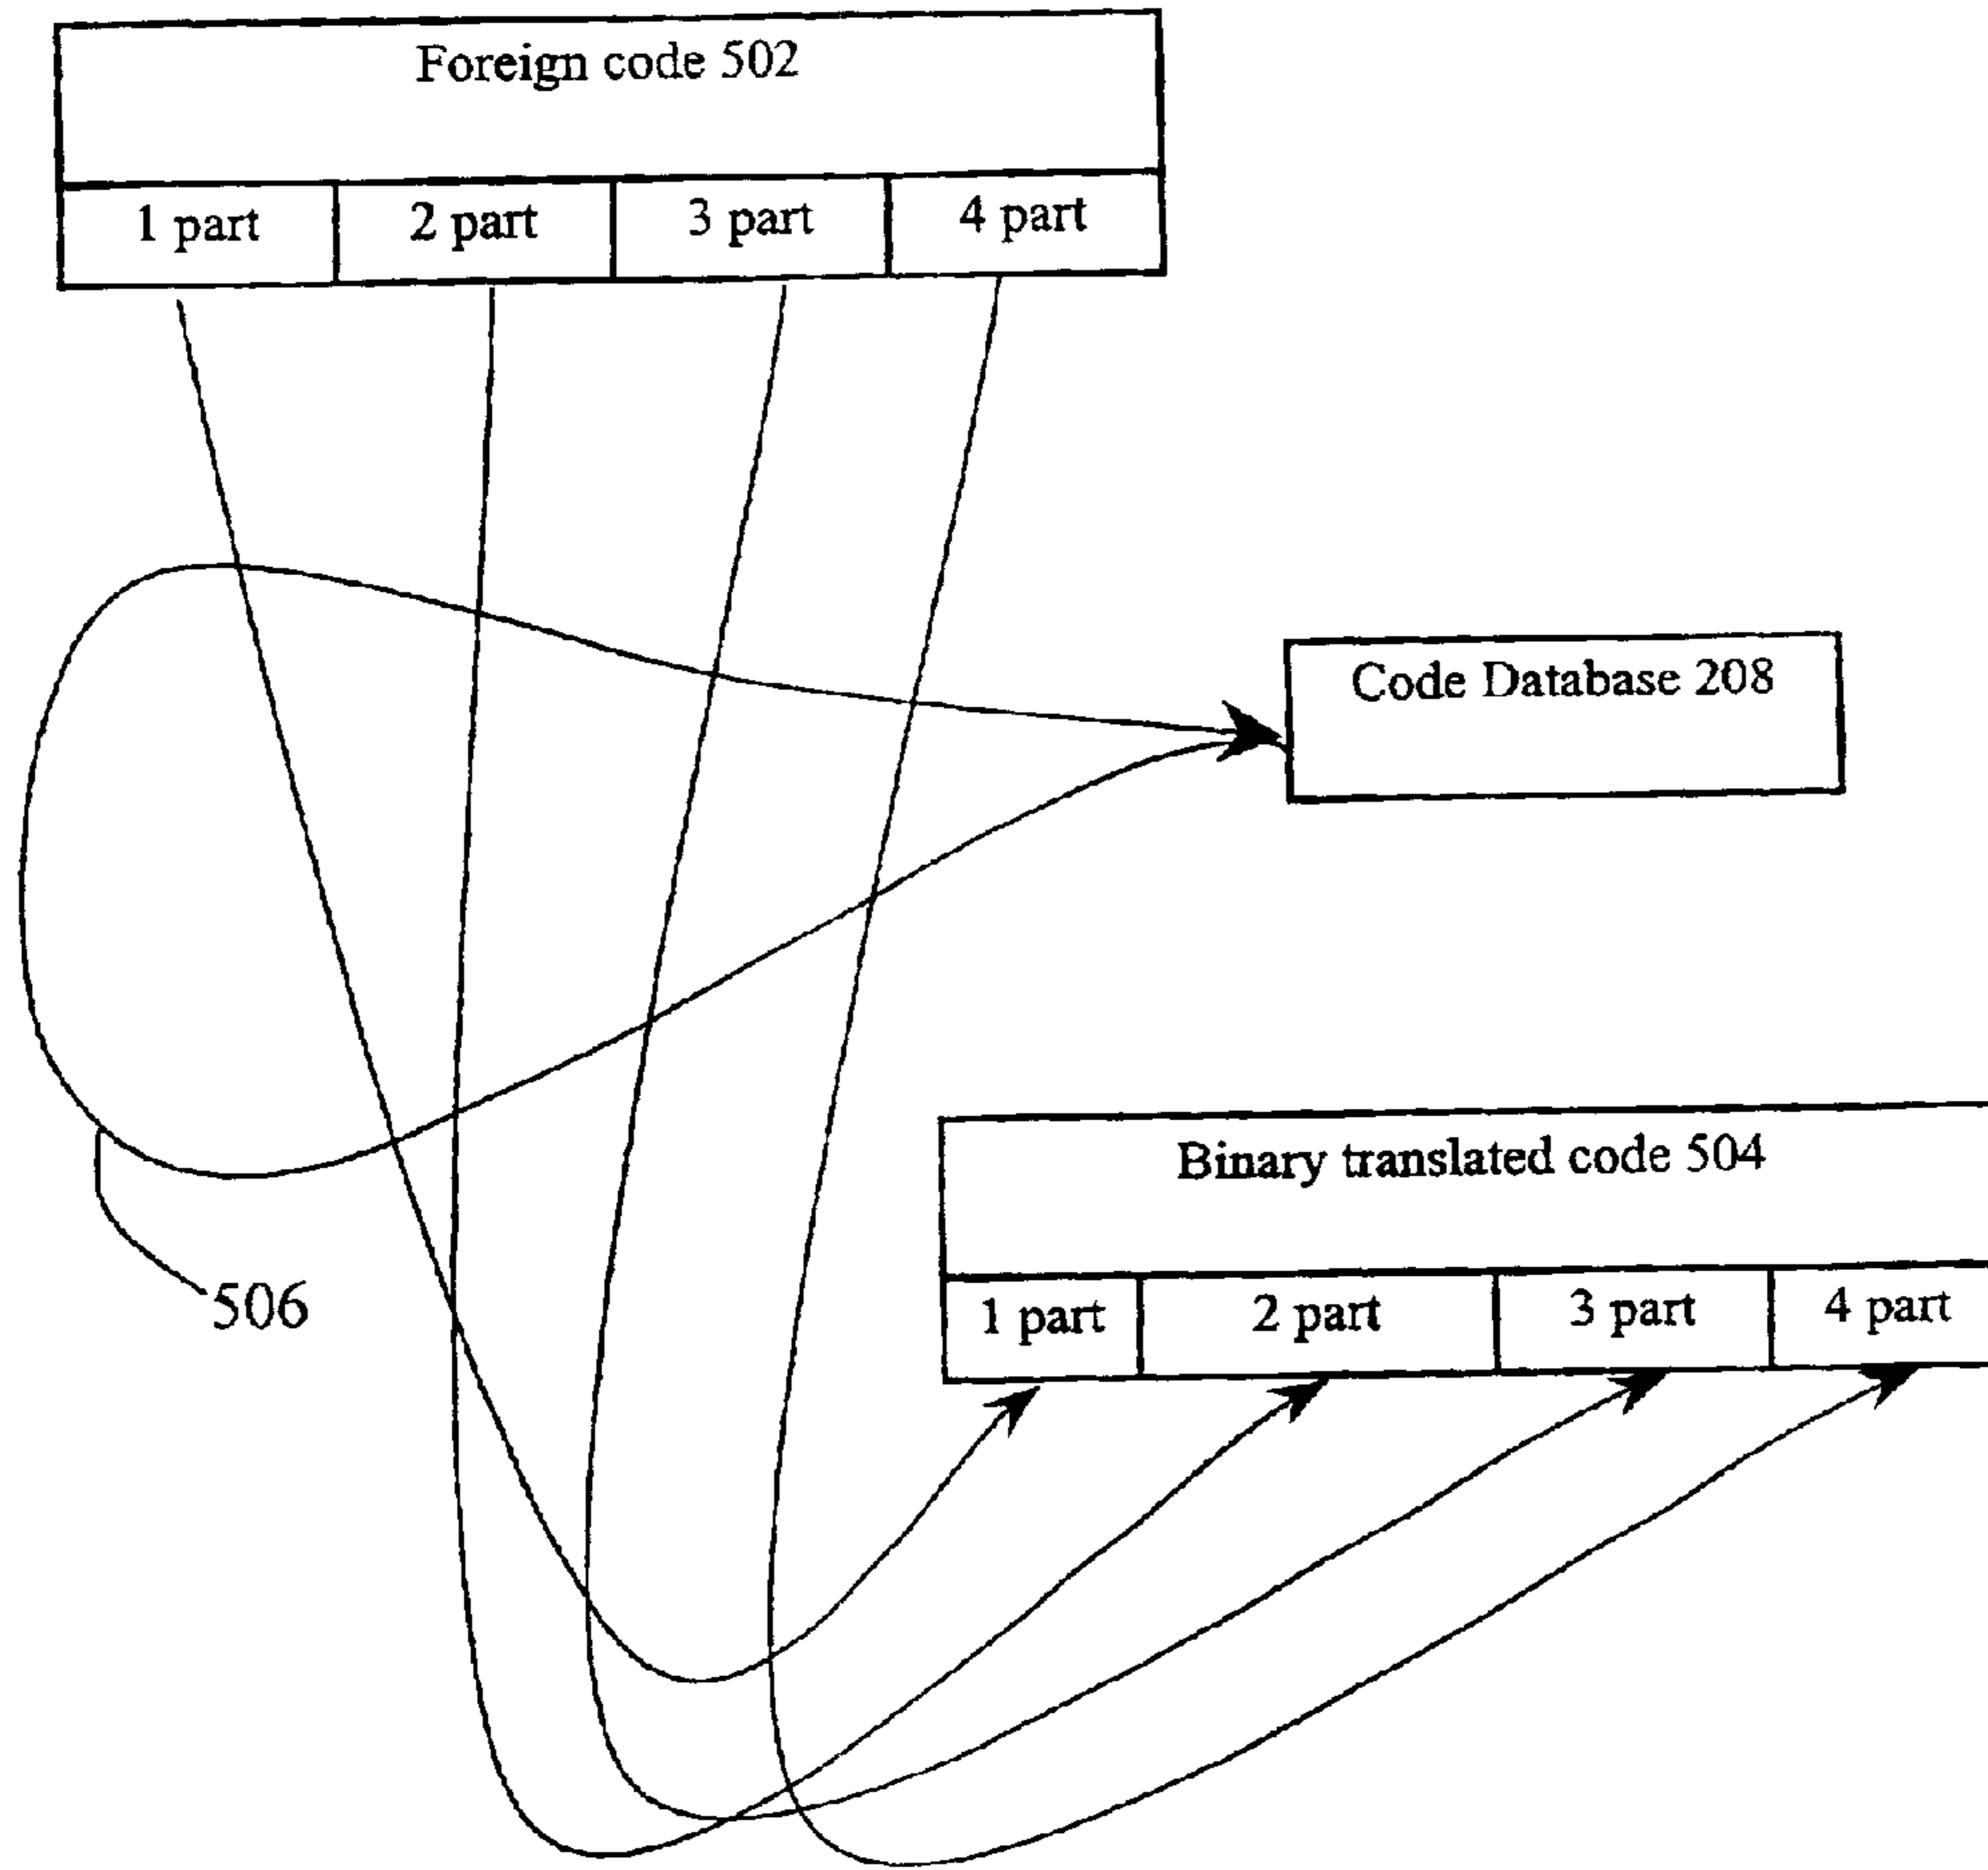 Foreign code 502
1 part
2 part
3 part
4 part
Code Database 208
Binary translated code 504
506
1 part
2 part
3 part
4 part